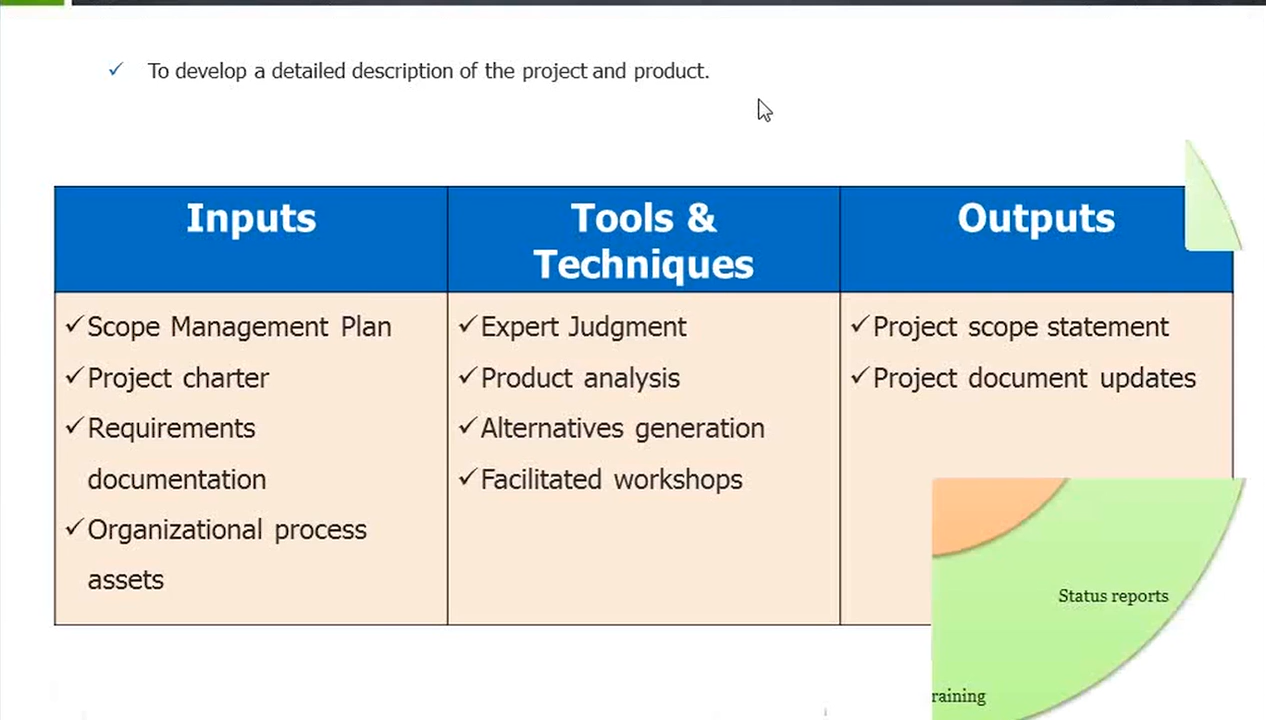 ✓ To develop a detailed description of the project and product.
Inputs
Tools &
Techniques
Outputs
✓Scope Management Plan
✓Project charter
✓Requirements
documentation
✓Organizational process
assets
✓Expert Judgment
✓Product analysis
✓Alternatives generation
✓Facilitated workshops
✓Project scope statement
✓Project document updates
Status reports
raining